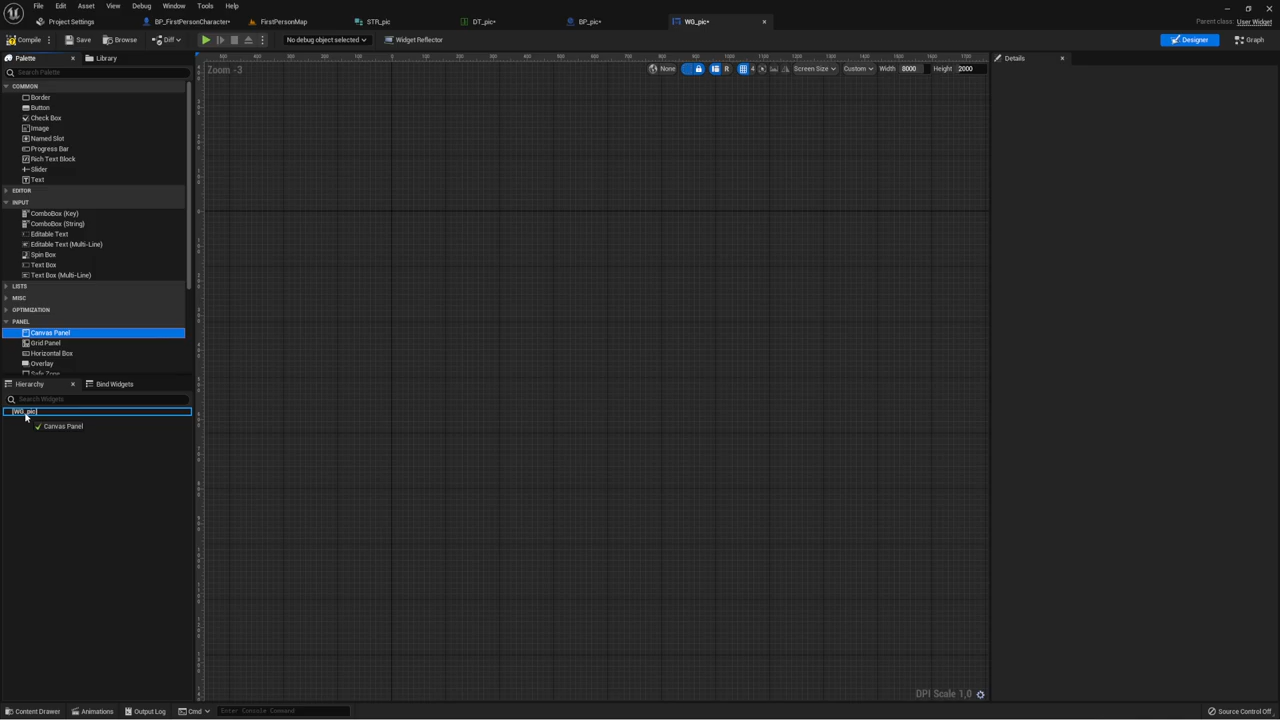 File Edit Asset View Debug Window Tools Help
Project Settings BP_FirstPersonCharacter• FirstPersonMap STR_pic DT_pic• BP_pic• WG_pic•
Parent class: User Widget
Compile Save Browse Diff No debug object selected Widget Reflector Designer Graph
Palette Library
Search Palette
COMMON
Border
Button
Check Box
Image
Named Slot
Progress Bar
Rich Text Block
Slider
Text
EDITOR
INPUT
ComboBox (Key)
ComboBox (String)
Editable Text
Editable Text (Multi-Line)
Spin Box
Text Box
Text Box (Multi-Line)
LISTS
MISC
OPTIMIZATION
PANEL
Canvas Panel
Grid Panel
Horizontal Box
Overlay
Safe Zone
Hierarchy Bind Widgets
Search Widgets
[WG_pic]
Canvas Panel
Zoom -3
None R 4 Screen Size Custom Width 8000 Height 2000
Details
DPI Scale 1,0
Content Drawer Animations Output Log Cmd Enter Console Command Source Control Off